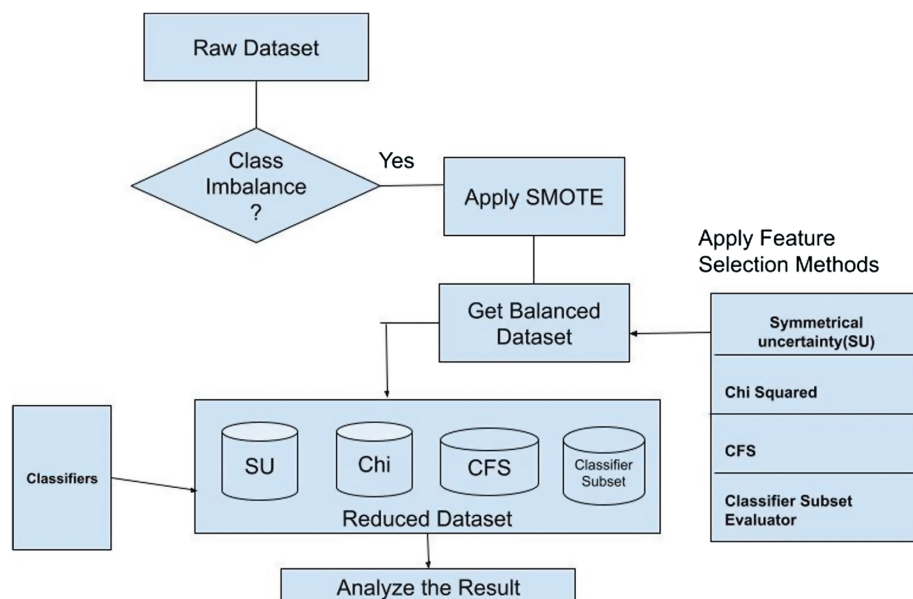 Raw Dataset
Class
Imbalance
?
Yes
Apply SMOTE
Apply Feature
Selection Methods
Get Balanced
Dataset
Symmetrical
uncertainty(SU)
Chi Squared
CFS
Classifier Subset
Evaluator
Classifiers
SU
Chi
CFS
Classifier
Subset
Reduced Dataset
Analyze the Result